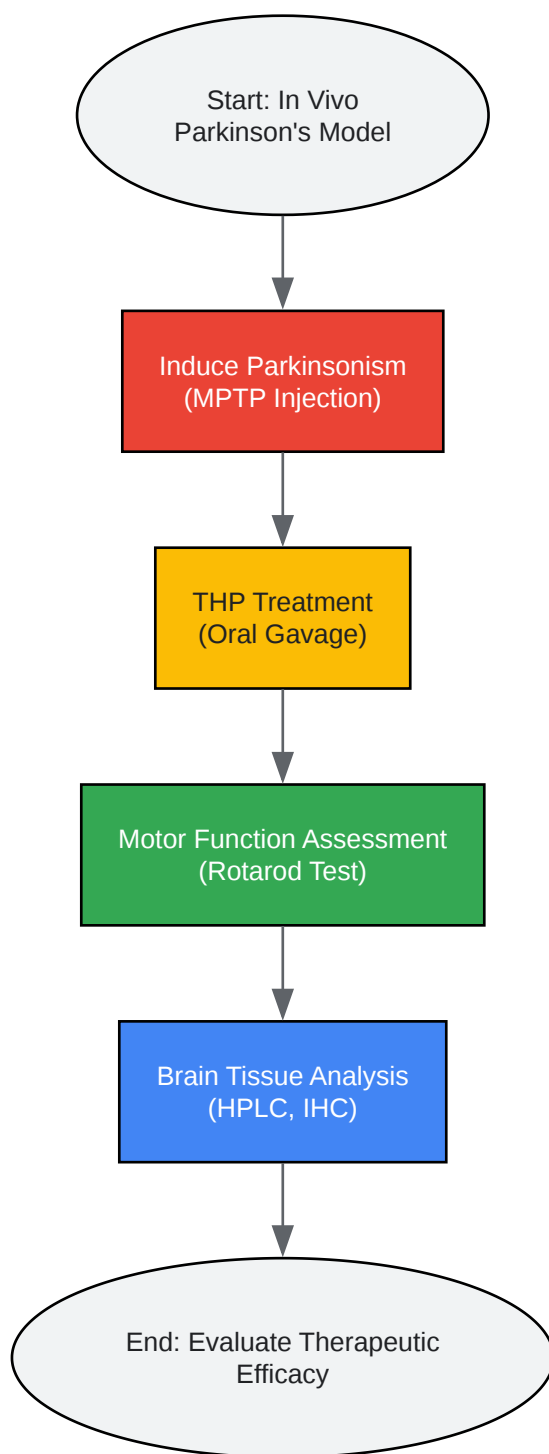 Start: In Vivo
Parkinson's Model
Induce Parkinsonism
(MPTP Injection)
THP Treatment
(Oral Gavage)
Motor Function Assessment
(Rotarod Test)
Brain Tissue Analysis
(HPLC, IHC)
End: Evaluate Therapeutic
Efficacy